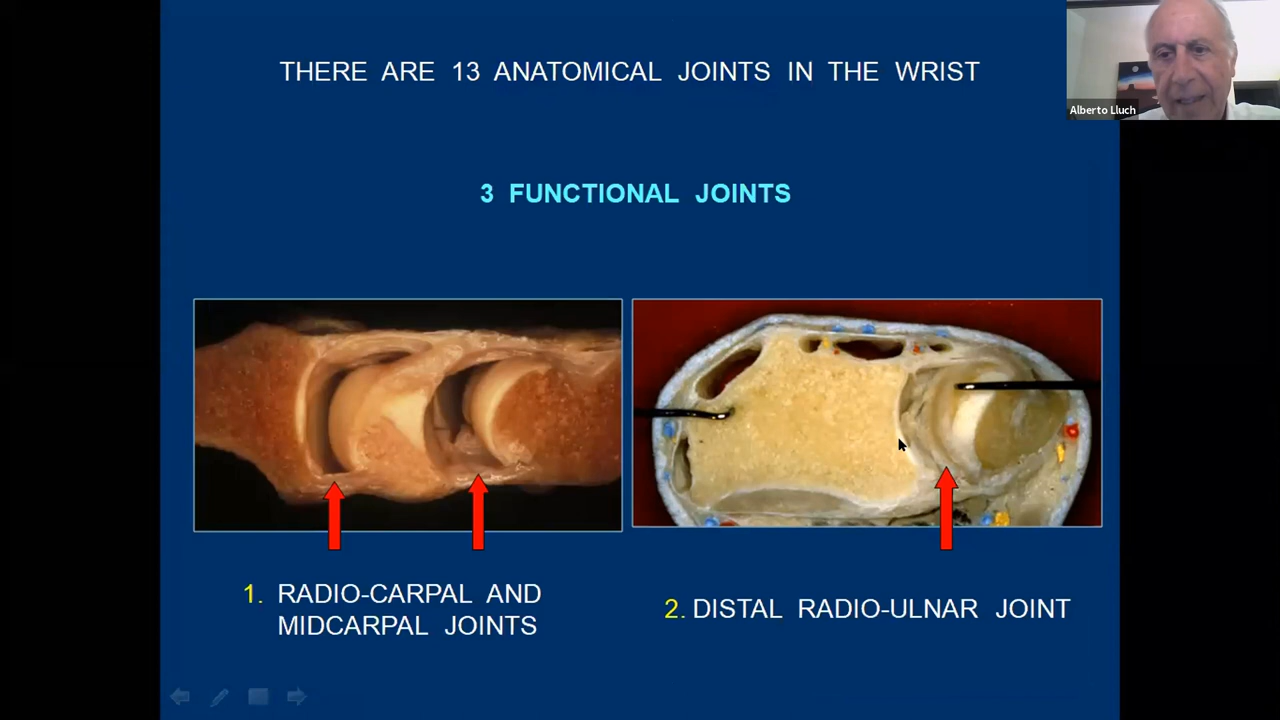 THERE ARE 13 ANATOMICAL JOINTS IN THE WRIST
Alberto Lluch
3 FUNCTIONAL JOINTS
1. RADIO-CARPAL AND
MIDCARPAL JOINTS
2. DISTAL RADIO-ULNAR JOINT